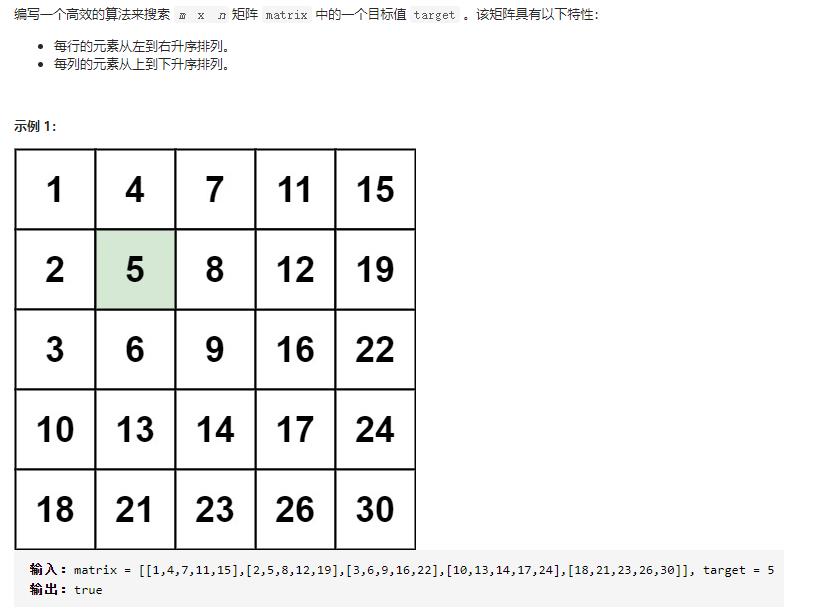 编写一个高效的算法来搜索 m x n 矩阵 matrix 中的一个目标值 target 。该矩阵具有以下特性：
• 每行的元素从左到右升序排列。
• 每列的元素从上到下升序排列。
示例 1：
1 4 7 11 15
2 5 8 12 19
3 6 9 16 22
10 13 14 17 24
18 21 23 26 30
输入：matrix = [[1,4,7,11,15],[2,5,8,12,19],[3,6,9,16,22],[10,13,14,17,24],[18,21,23,26,30]], target = 5
输出：true